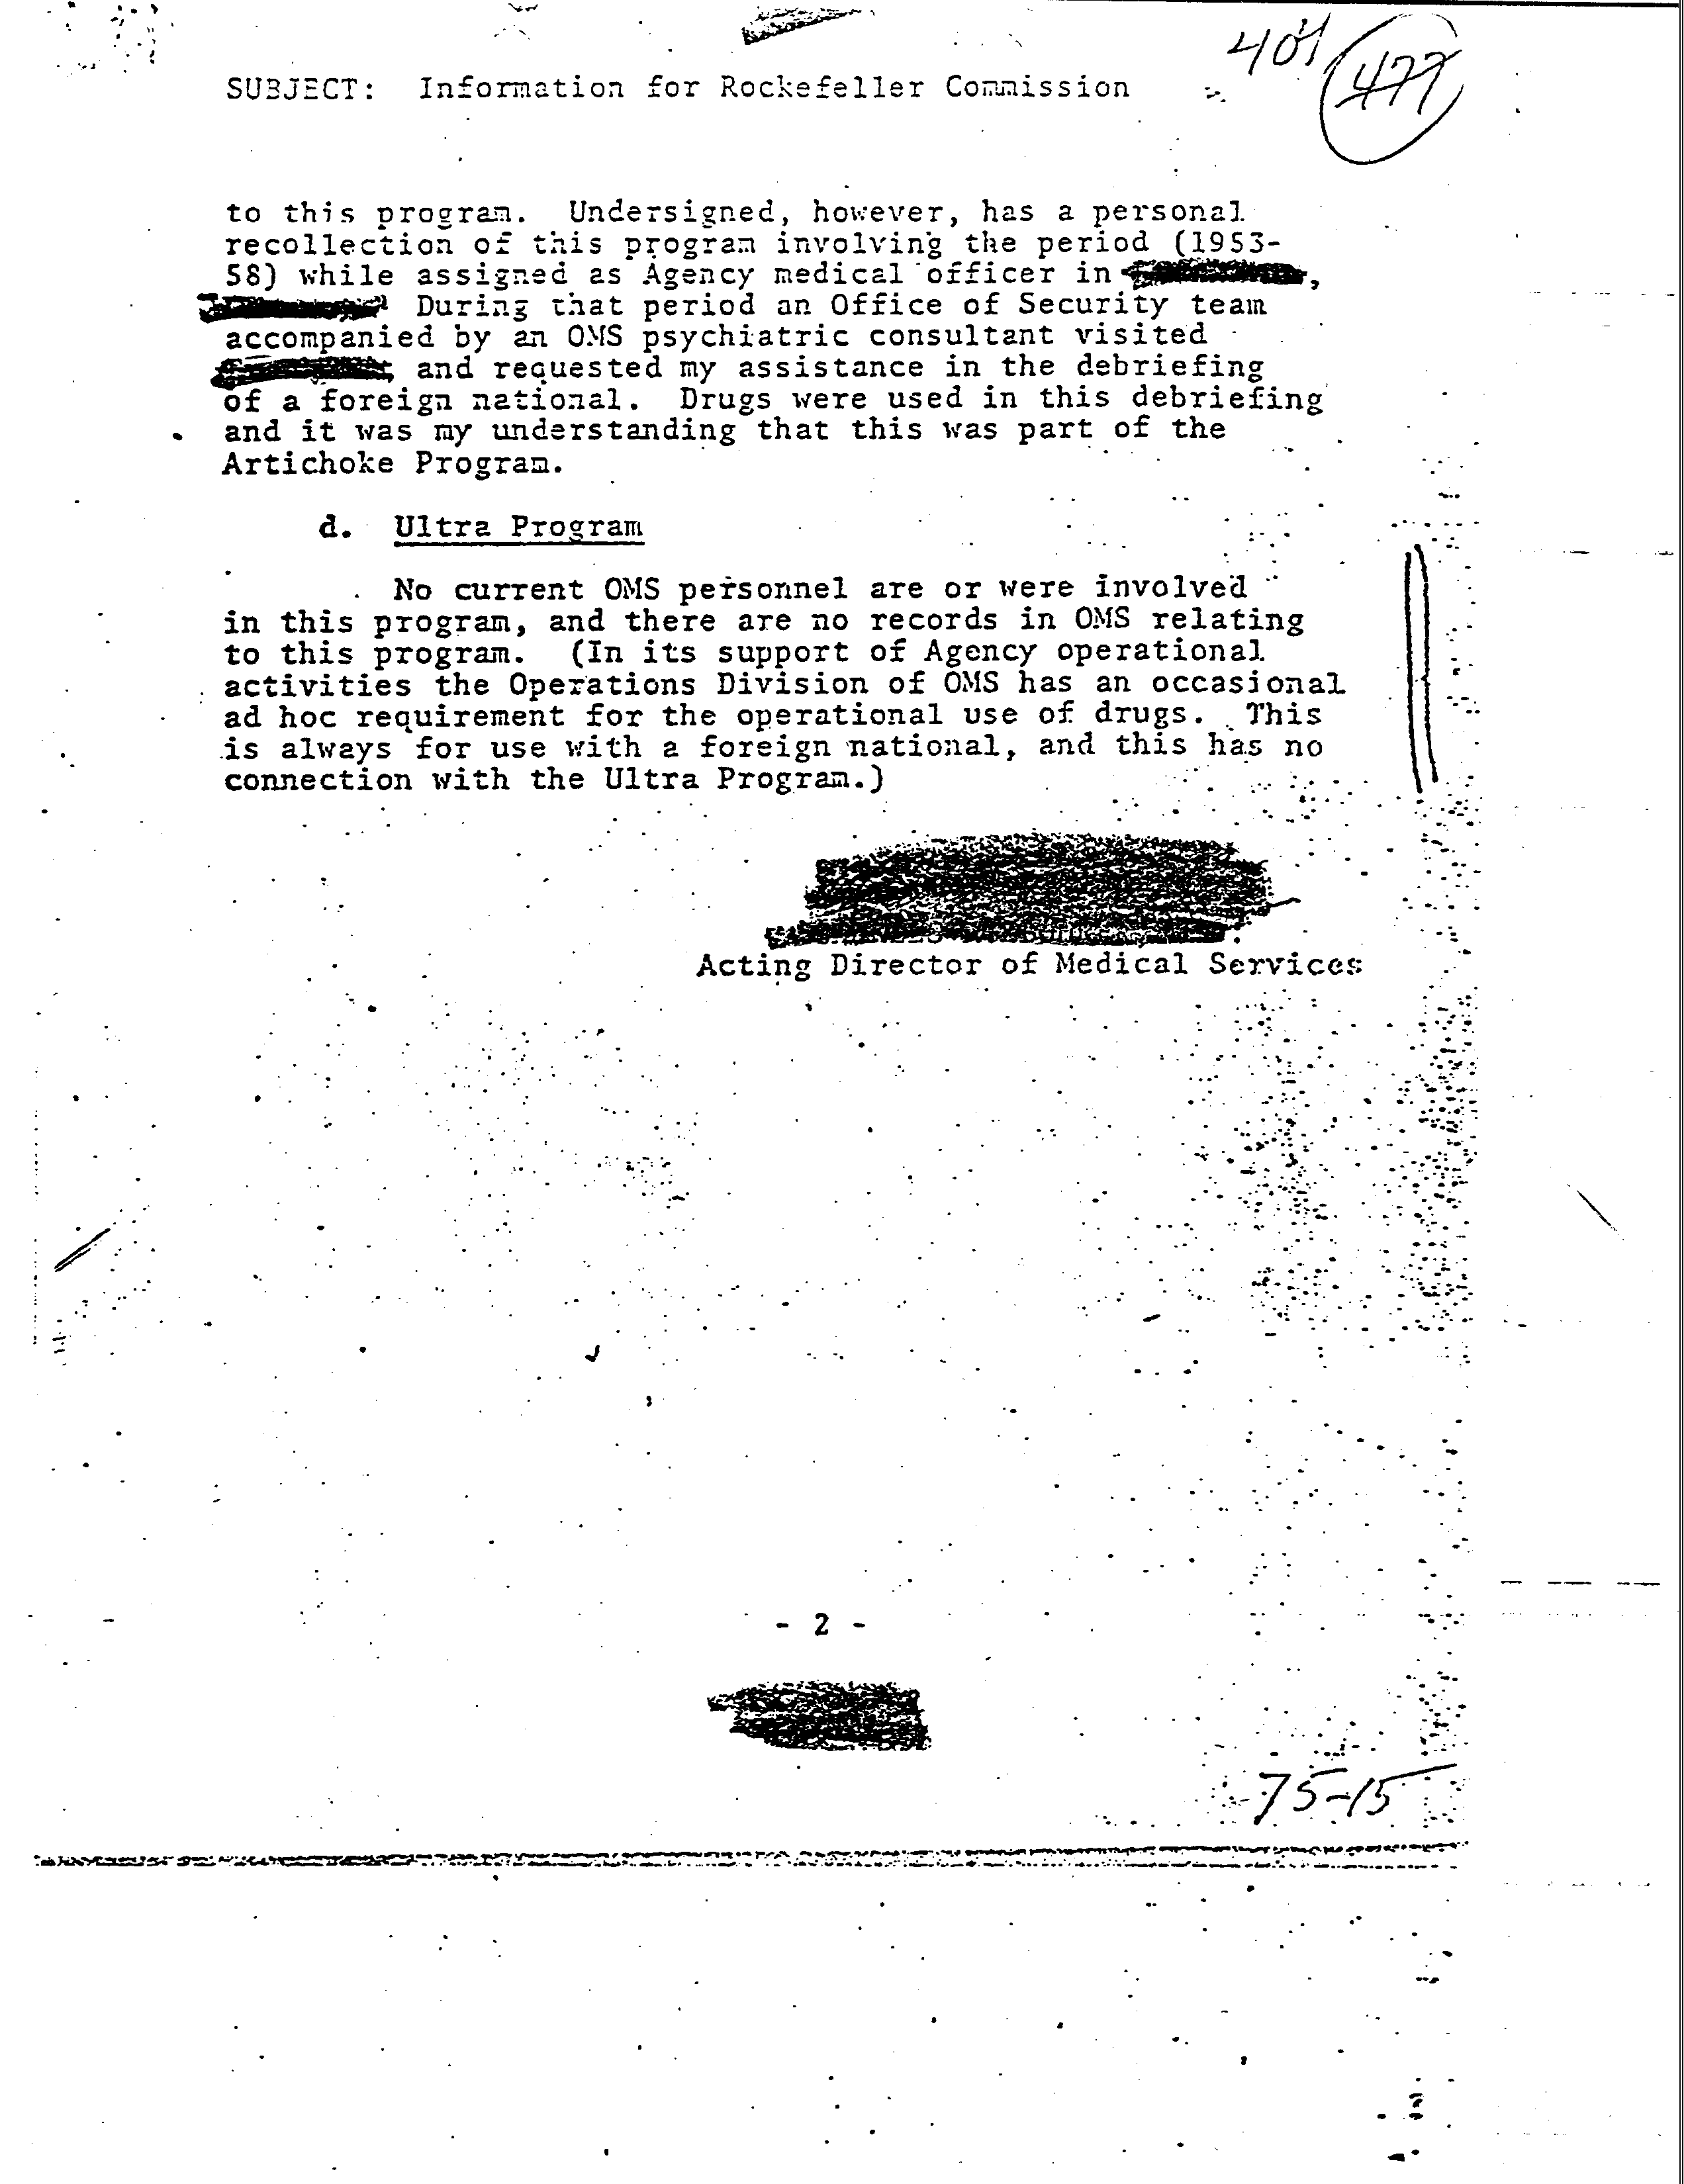 401
477
SUBJECT: Information for Rockefeller Commission
to this program. Undersigned, however, has a personal
recollection of this program involving the period (1953-
58) while assigned as Agency medical officer in ,
During that period an Office of Security team
accompanied by an OMS psychiatric consultant visited
and requested my assistance in the debriefing
of a foreign national. Drugs were used in this debriefing
and it was my understanding that this was part of the
Artichoke Program.
d. Ultra Program
No current OMS personnel are or were involved
in this program, and there are no records in OMS relating
to this program. (In its support of Agency operational
activities the Operations Division of OMS has an occasional
ad hoc requirement for the operational use of drugs. This
is always for use with a foreign national, and this has no
connection with the Ultra Program.)
Acting Director of Medical Services
- 2 -
75-15